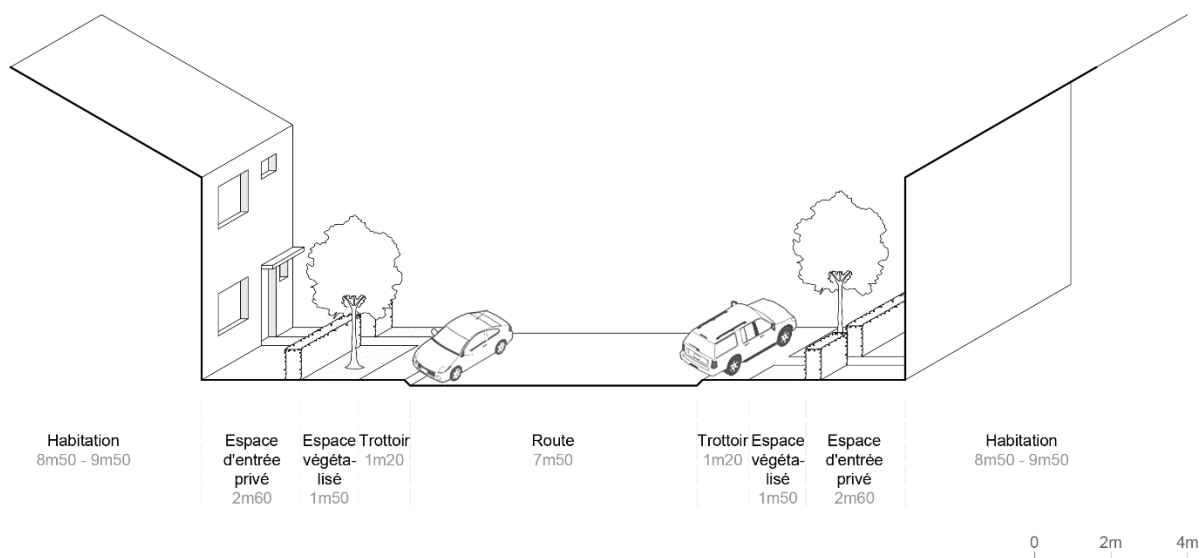 Habitation
8m50 - 9m50
Espace
d'entrée
privé
2m60
Espace
végéta-
lisé
1m50
Trottoir
1m20
Route
7m50
Trottoir
1m20
Espace
végéta-
lisé
1m50
Espace
d'entrée
privé
2m60
Habitation
8m50 - 9m50
0 2m 4m